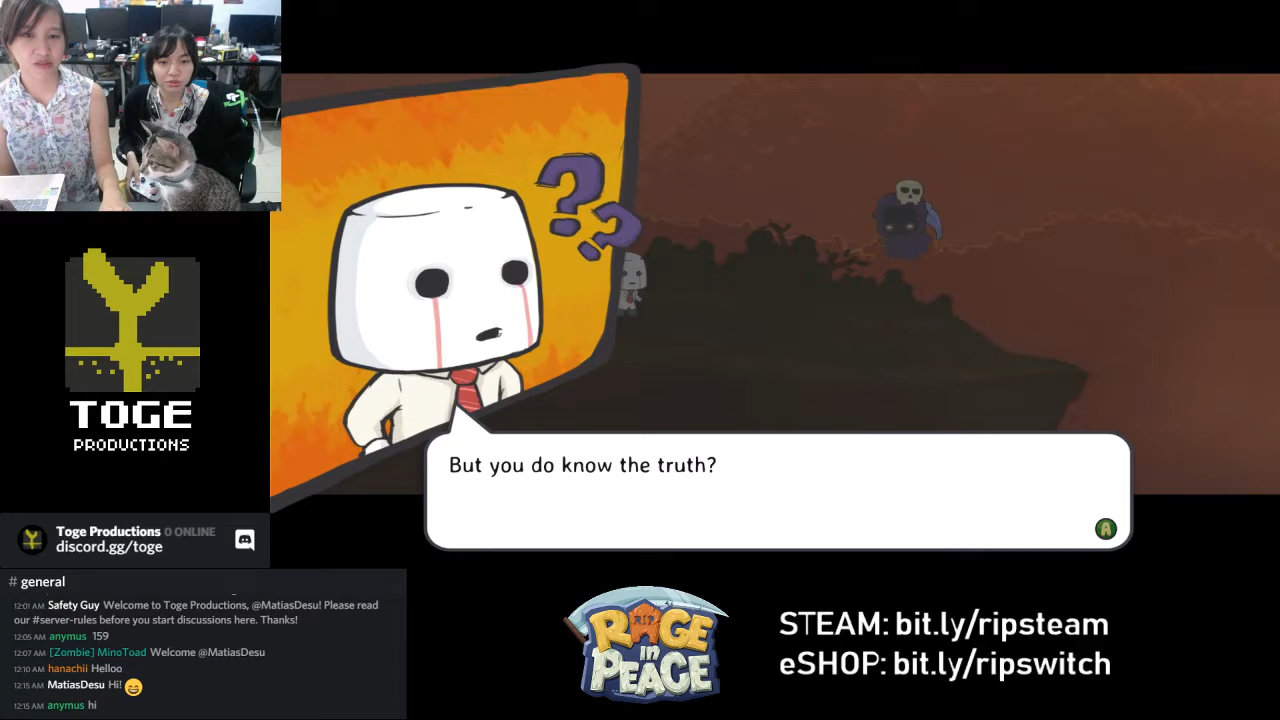 ??
But you do know the truth?
A
TOGE
PRODUCTIONS
Toge Productions 0 ONLINE
discord.gg/toge
# general
12:01 AM Safety Guy Welcome to Toge Productions, @MatiasDesu! Please read
our #server-rules before you start discussions here. Thanks!
12:05 AM anymus 159
12:07 AM [Zombie] MinoToad Welcome @MatiasDesu
12:10 AM hanachii Helloo
12:15 AM MatiasDesu Hi!
12:15 AM anymus hi
RIP
RAGE
in
PEACE
STEAM: bit.ly/ripsteam
eSHOP: bit.ly/ripswitch